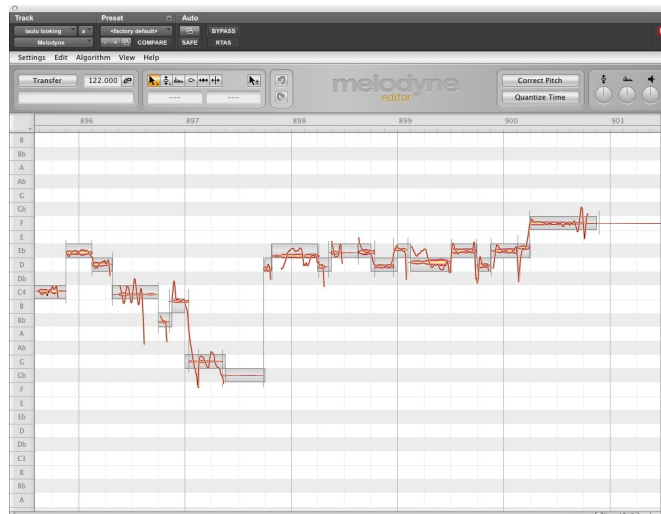 Track Preset Auto
laulu looking a <factory default> BYPASS
Melodyne - + COMPARE SAFE RTAS
Settings Edit Algorithm View Help
Transfer 122.000 melodyne Correct Pitch
--- --- editor Quantize Time
896 897 898 899 900 901
B
Bb
A
Ab
G
Gb
F
E
Eb
D
Db
C4
B
Bb
A
Ab
G
Gb
F
E
Eb
D
Db
C3
B
Bb
A